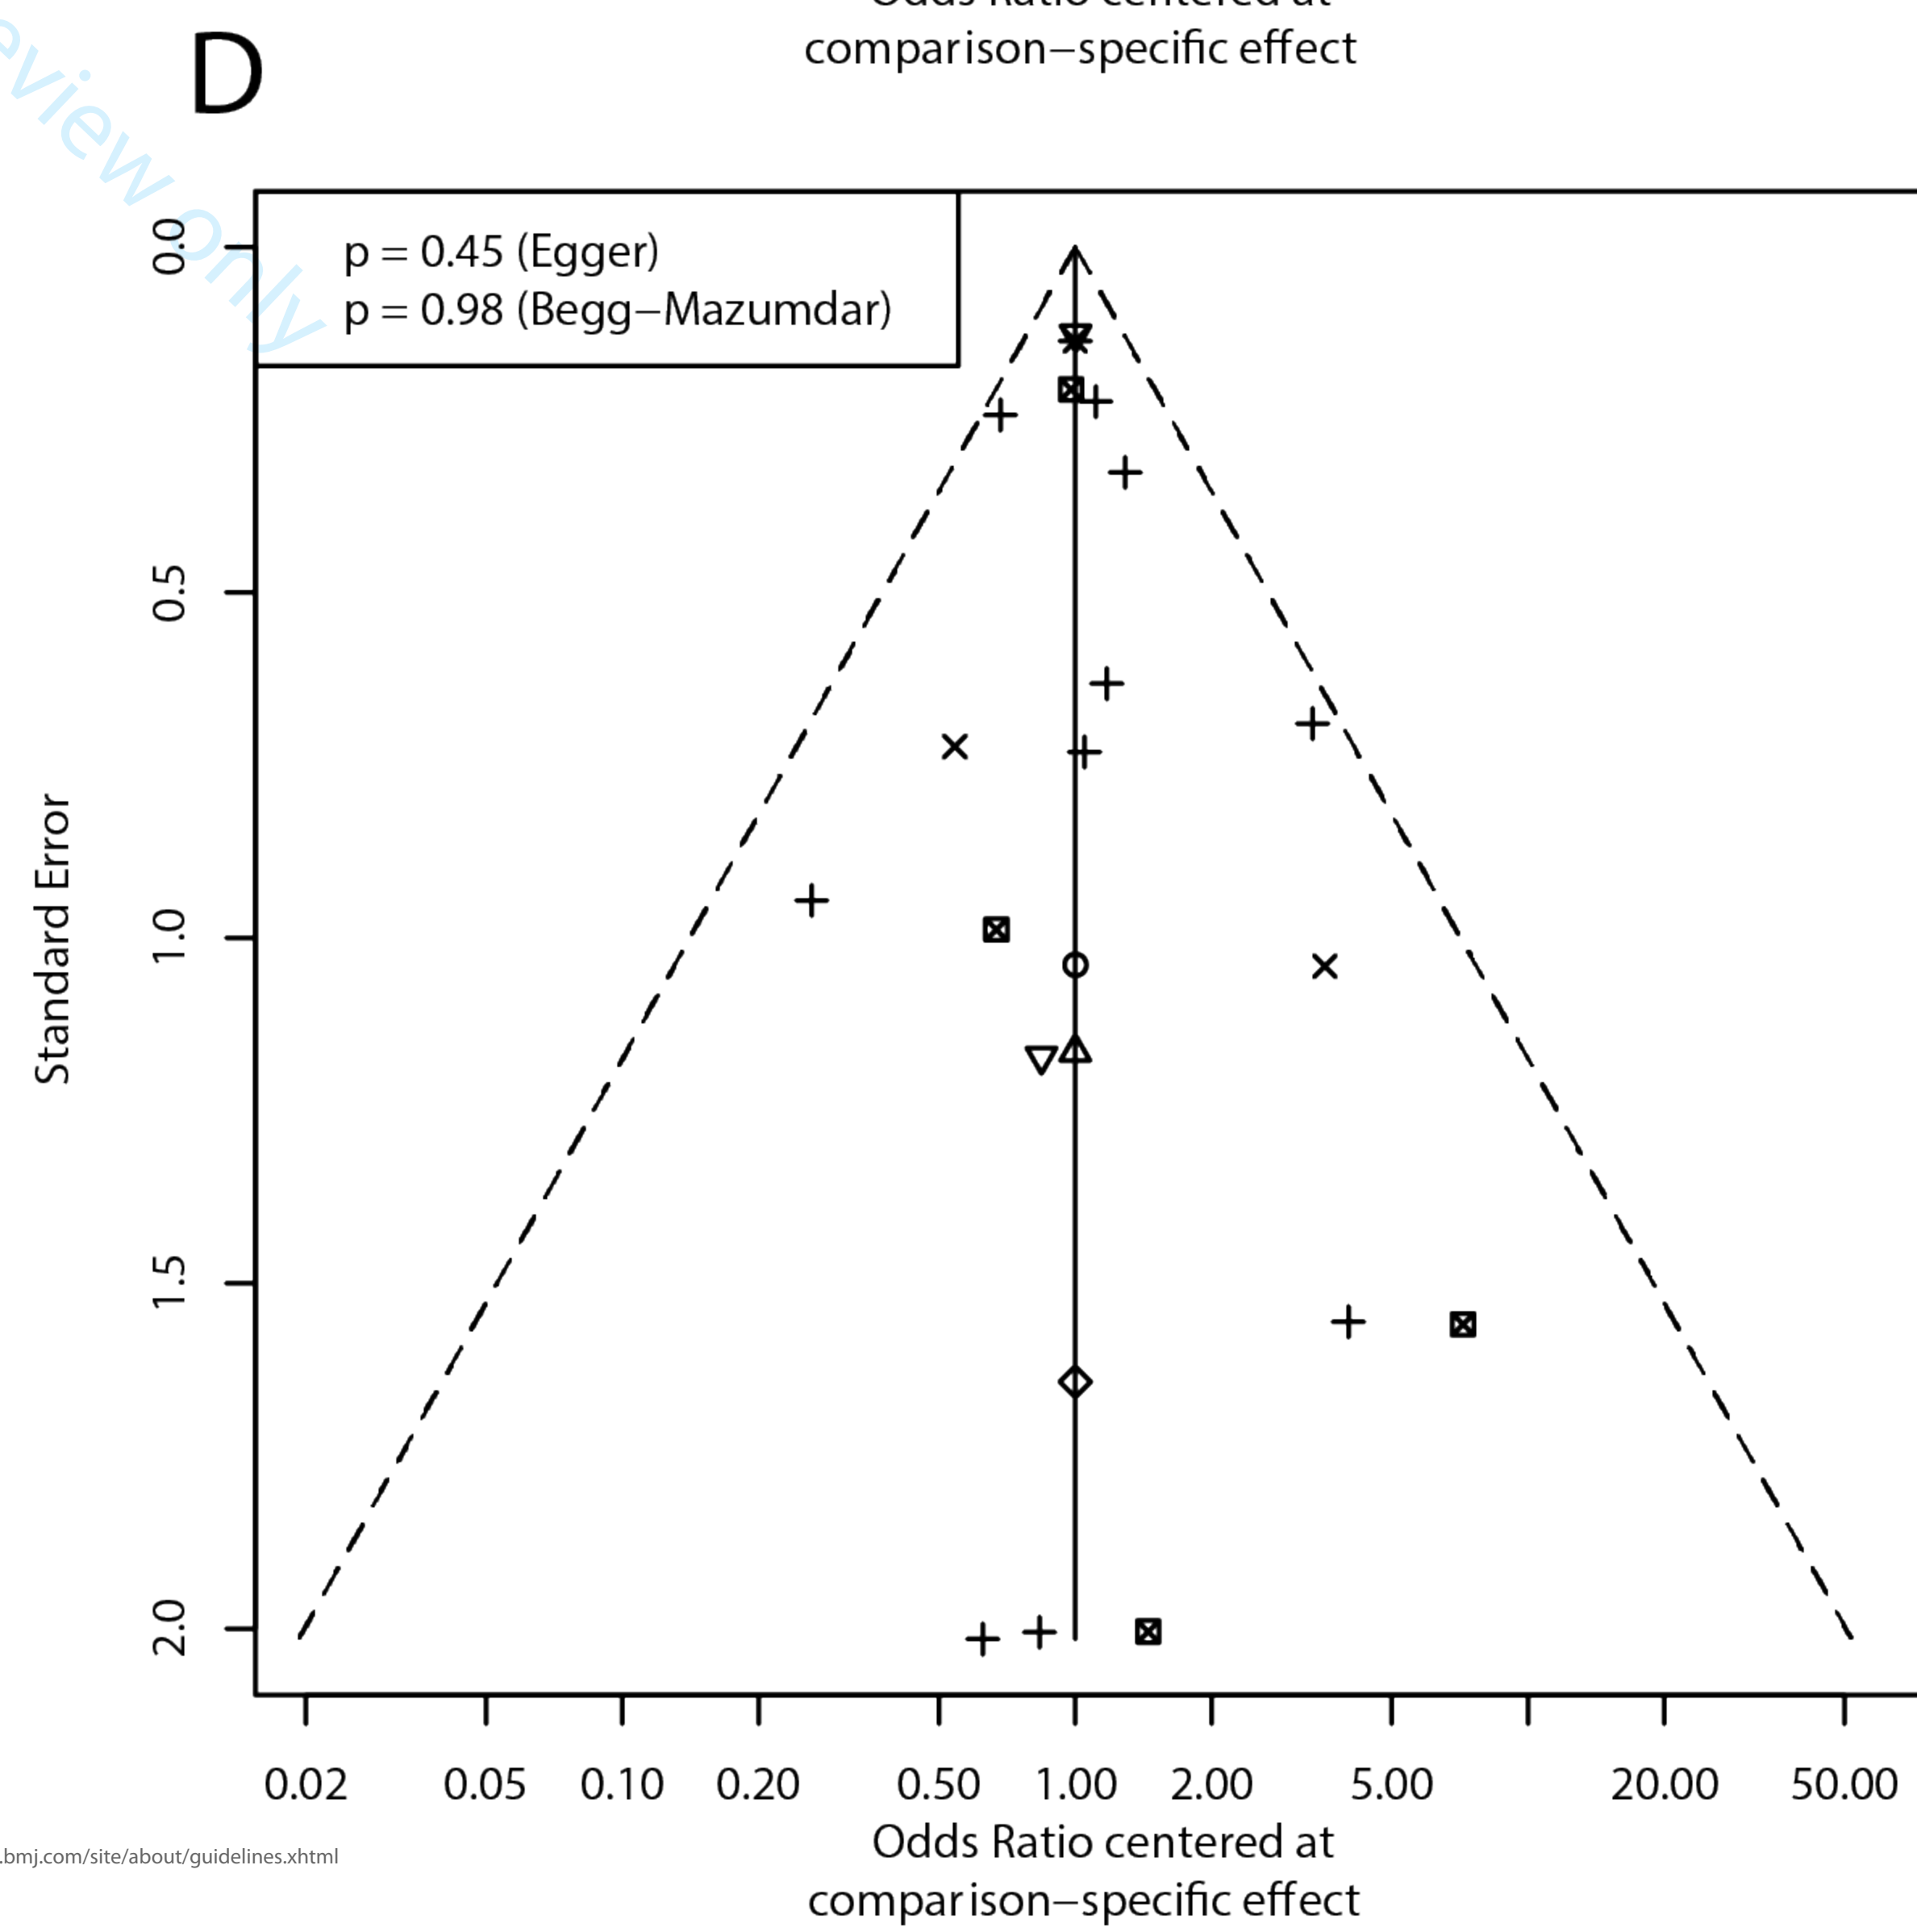 Odds Ratio centered at
comparison−specific effect
D
eview only
p = 0.45 (Egger)
p = 0.98 (Begg−Mazumdar)
0.0
0.5
1.0
1.5
2.0
Standard Error
0.02 0.05 0.10 0.20 0.50 1.00 2.00 5.00 20.00 50.00
Odds Ratio centered at
comparison−specific effect
.bmj.com/site/about/guidelines.xhtml